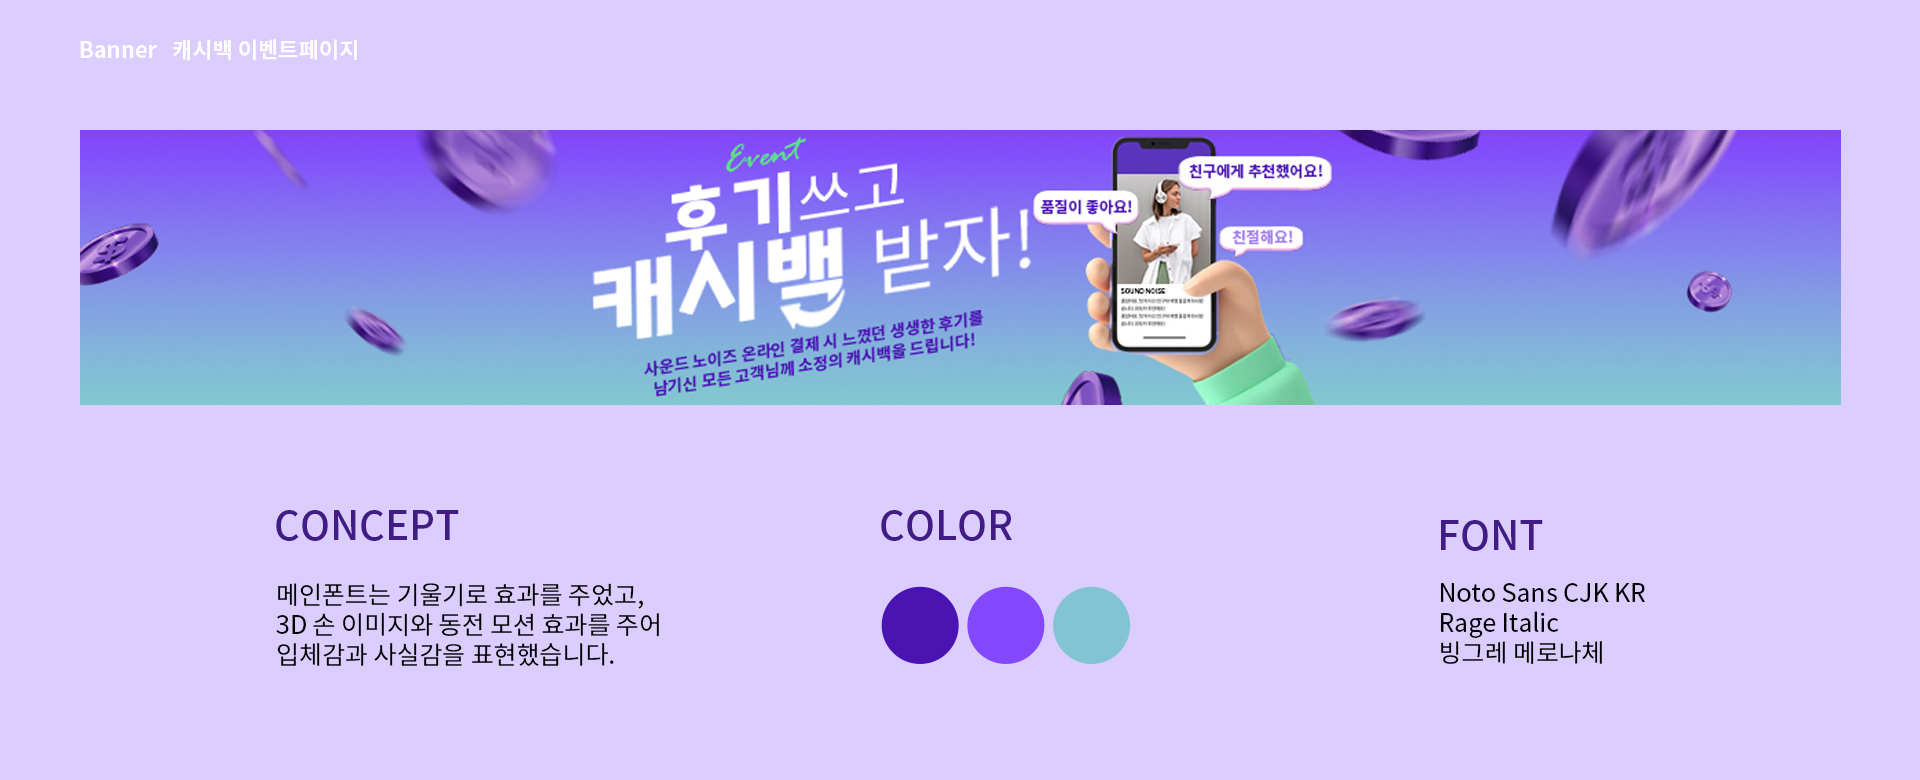 Banner 캐시백 이벤트페이지
Event
후기쓰고
캐시백 받자!
사운드 노이즈 온라인 결제 시 느꼈던 생생한 후기를
남기신 모든 고객님께 소정의 캐시백을 드립니다!
친구에게 추천했어요!
품질이 좋아요!
친절해요!
SOUND NOISE
CONCEPT
메인폰트는 기울기로 효과를 주었고,
3D 손 이미지와 동전 모션 효과를 주어
입체감과 사실감을 표현했습니다.
COLOR
FONT
Noto Sans CJK KR
Rage Italic
빙그레 메로나체